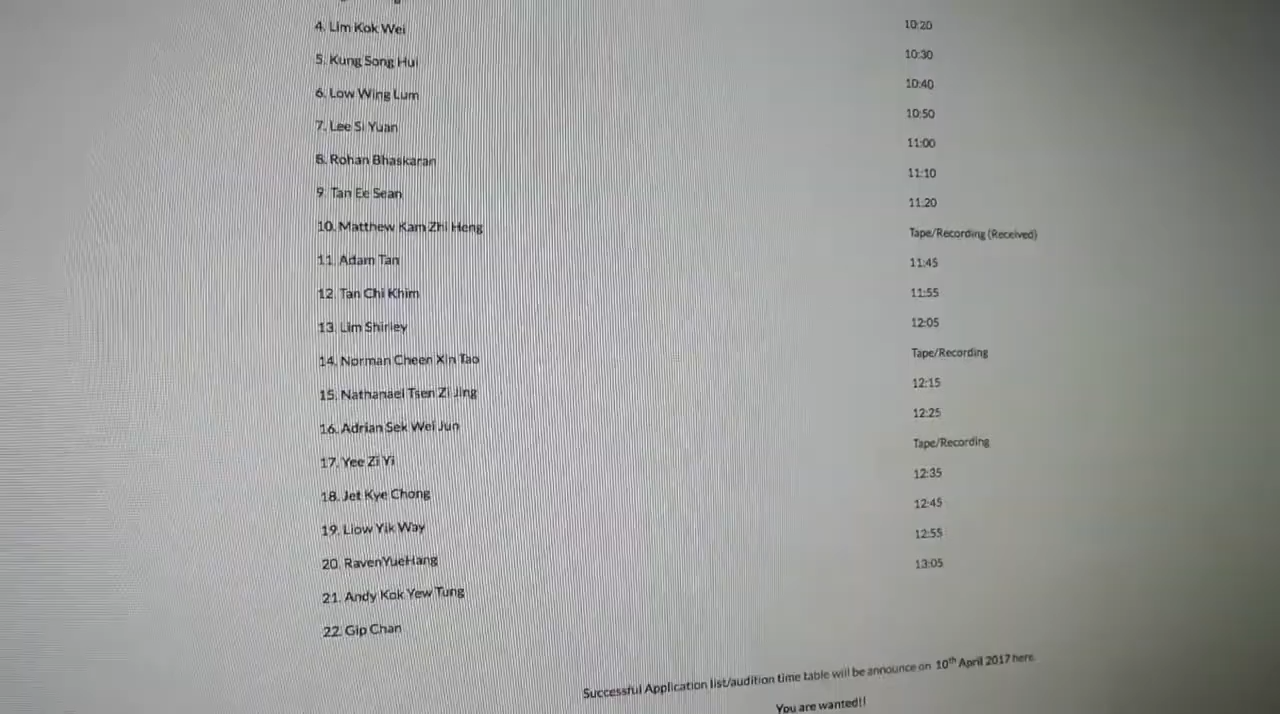 4. Lim Kok Wei 10:20
5. Kung Song Hui 10:30
6. Low Wing Lum 10:40
7. Lee Si Yuan 10:50
8. Rohan Bhaskaran 11:00
9. Tan Ee Sean 11:10
10. Matthew Kam Zhi Heng 11:20
11. Adam Tan Tape/Recording (Received)
12. Tan Chi Khim 11:45
13. Lim Shirley 11:55
14. Norman Cheen Xin Tao 12:05
15. Nathanael Tsen Zi Jing Tape/Recording
16. Adrian Sek Wei Jun 12:15
17. Yee Zi Yi 12:25
18. Jet Kye Chong Tape/Recording
19. Liow Yik Way 12:35
20. RavenYueHang 12:45
21. Andy Kok Yew Tung 12:55
22. Gip Chan 13:05
Successful Application list/audition time table will be announce on 10th April 2017 here.
You are wanted!!